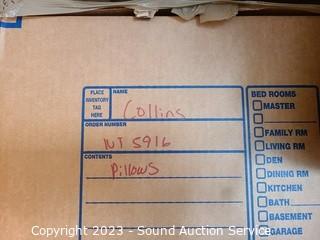 PLACE
INVENTORY
TAG
HERE
NAME
Collins
ORDER NUMBER
INT 5916
CONTENTS
Pillows
BED ROOMS
MASTER
FAMILY RM
LIVING RM
DEN
DINING RM
KITCHEN
BATH
BASEMENT
GARAGE
Copyright 2023 - Sound Auction Service